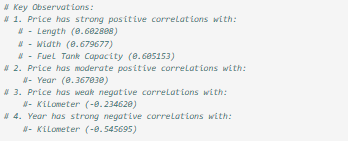 # Key Observations:
# 1. Price has strong positive correlations with:
# - Length (0.602808)
# - Width (0.679677)
# - Fuel Tank Capacity (0.605153)
# 2. Price has moderate positive correlations with:
#- Year (0.367030)
# 3. Price has weak negative correlations with:
#- Kilometer (-0.234620)
# 4. Year has strong negative correlations with:
#- Kilometer (-0.545695)